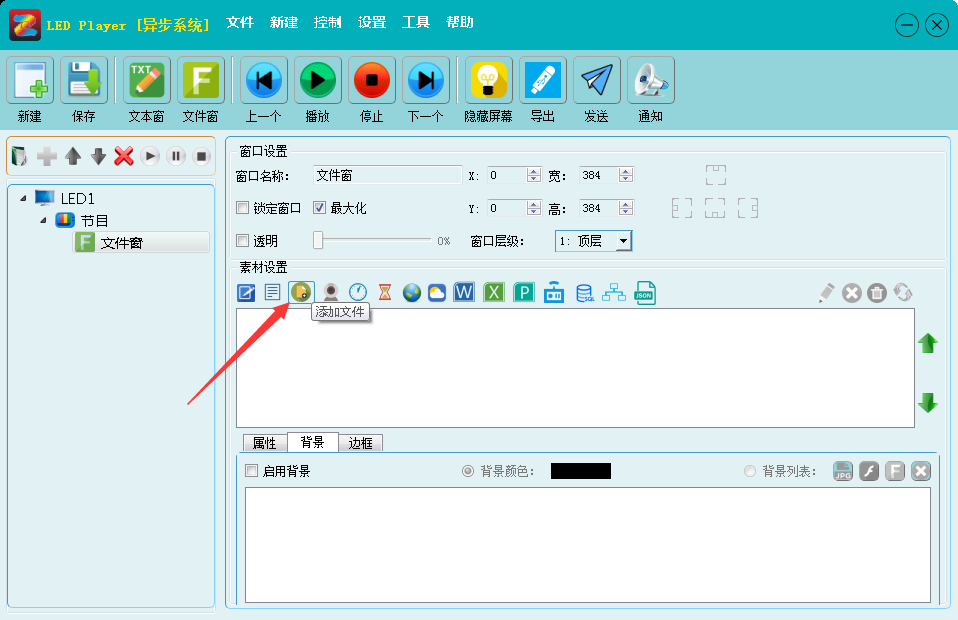 LED Player [异步系统] 文件 新建 控制 设置 工具 帮助
TXT F
新建 保存 文本窗 文件窗 上一个 播放 停止 下一个 隐藏屏幕 导出 发送 通知
窗口设置
窗口名称: 文件窗 X: 0 宽: 384
锁定窗口 最大化 Y: 0 高: 384
透明 0% 窗口层级: 1: 顶层
LED1
节目
F 文件窗
素材设置
W X P SQL JSON
添加文件
属性 背景 边框
启用背景 背景颜色: 背景列表: JPG f F